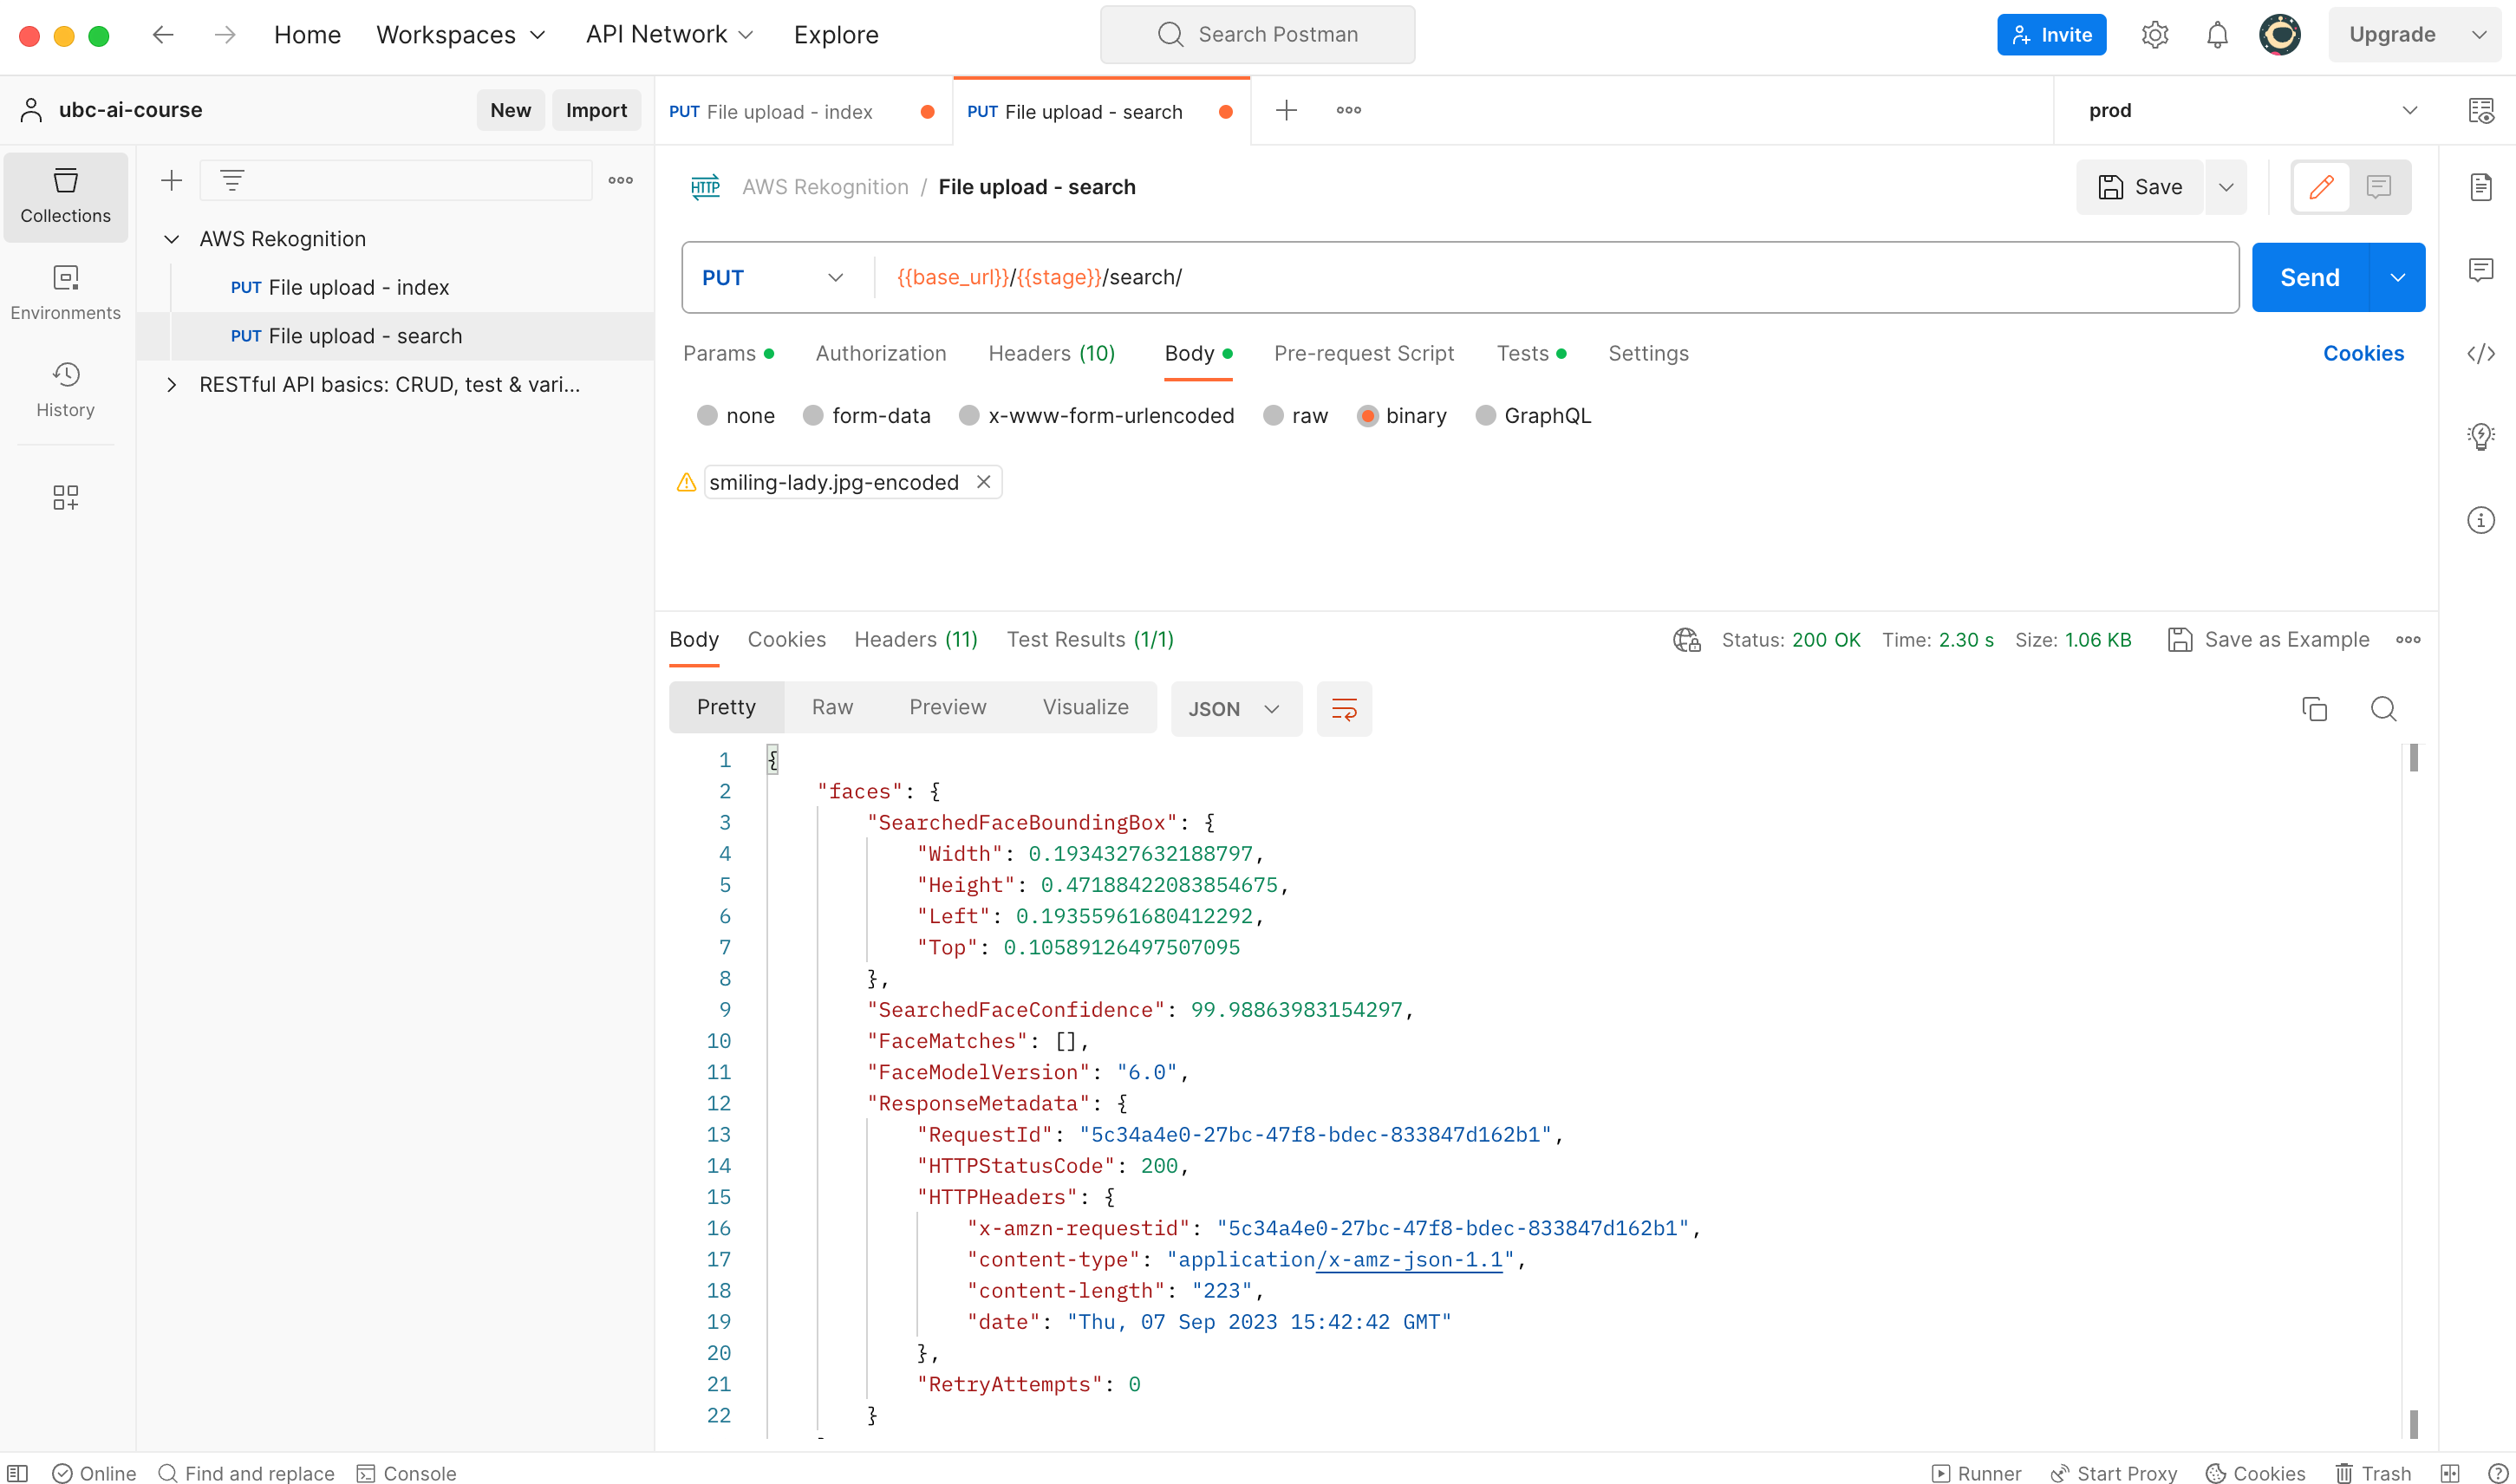 Home Workspaces API Network Explore Search Postman Invite Upgrade
ubc-ai-course New Import PUT File upload - index PUT File upload - search prod
Collections
Environments
History
AWS Rekognition
PUT File upload - index
PUT File upload - search
RESTful API basics: CRUD, test & vari...
HTTP AWS Rekognition / File upload - search Save
PUT {{base_url}}/{{stage}}/search/ Send
Params Authorization Headers (10) Body Pre-request Script Tests Settings Cookies
none form-data x-www-form-urlencoded raw binary GraphQL
smiling-lady.jpg-encoded
Body Cookies Headers (11) Test Results (1/1) Status: 200 OK Time: 2.30 s Size: 1.06 KB Save as Example
Pretty Raw Preview Visualize JSON
1 {
2 "faces": {
3 "SearchedFaceBoundingBox": {
4 "Width": 0.1934327632188797,
5 "Height": 0.47188422083854675,
6 "Left": 0.19355961680412292,
7 "Top": 0.10589126497507095
8 },
9 "SearchedFaceConfidence": 99.98863983154297,
10 "FaceMatches": [],
11 "FaceModelVersion": "6.0",
12 "ResponseMetadata": {
13 "RequestId": "5c34a4e0-27bc-47f8-bdec-833847d162b1",
14 "HTTPStatusCode": 200,
15 "HTTPHeaders": {
16 "x-amzn-requestid": "5c34a4e0-27bc-47f8-bdec-833847d162b1",
17 "content-type": "application/x-amz-json-1.1",
18 "content-length": "223",
19 "date": "Thu, 07 Sep 2023 15:42:42 GMT"
20 },
21 "RetryAttempts": 0
22 }
Online Find and replace Console Runner Start Proxy Cookies Trash